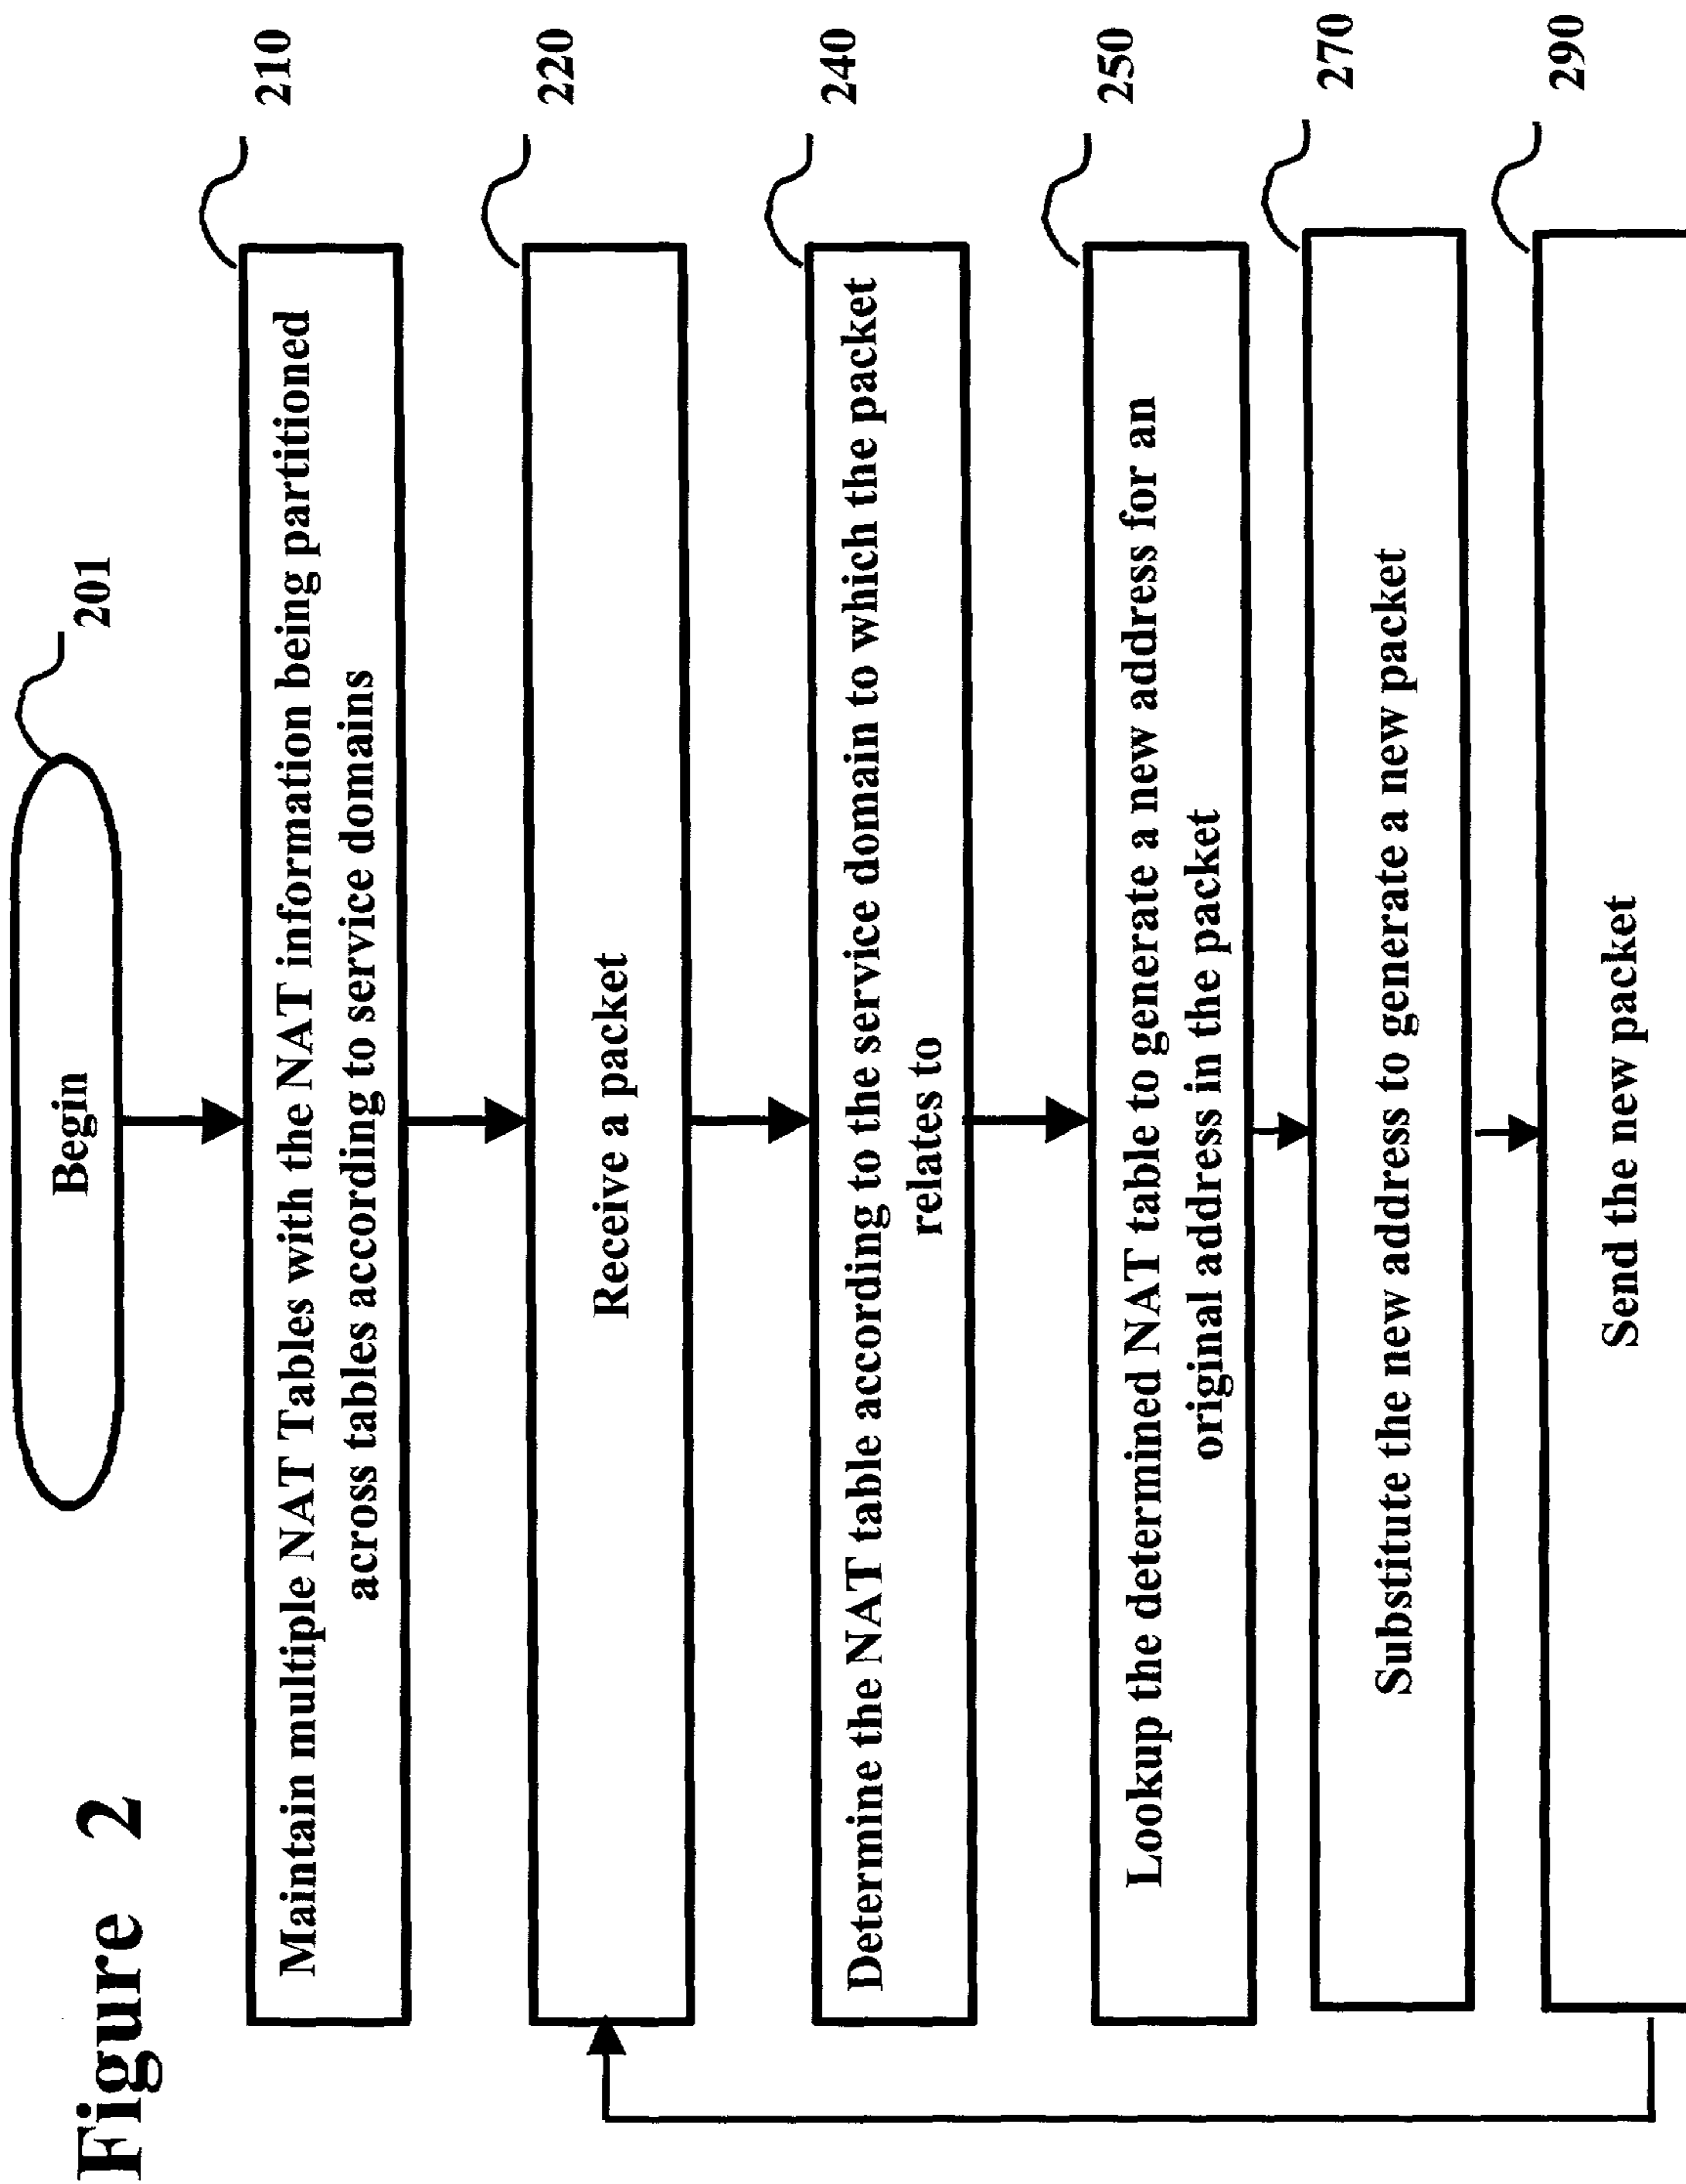 Figure 2
Begin
201
Maintain multiple NAT Tables with the NAT information being partitioned
across tables according to service domains
210
Receive a packet
220
Determine the NAT table according to the service domain to which the packet
relates to
240
Lookup the determined NAT table to generate a new address for an
original address in the packet
250
Substitute the new address to generate a new packet
270
Send the new packet
290